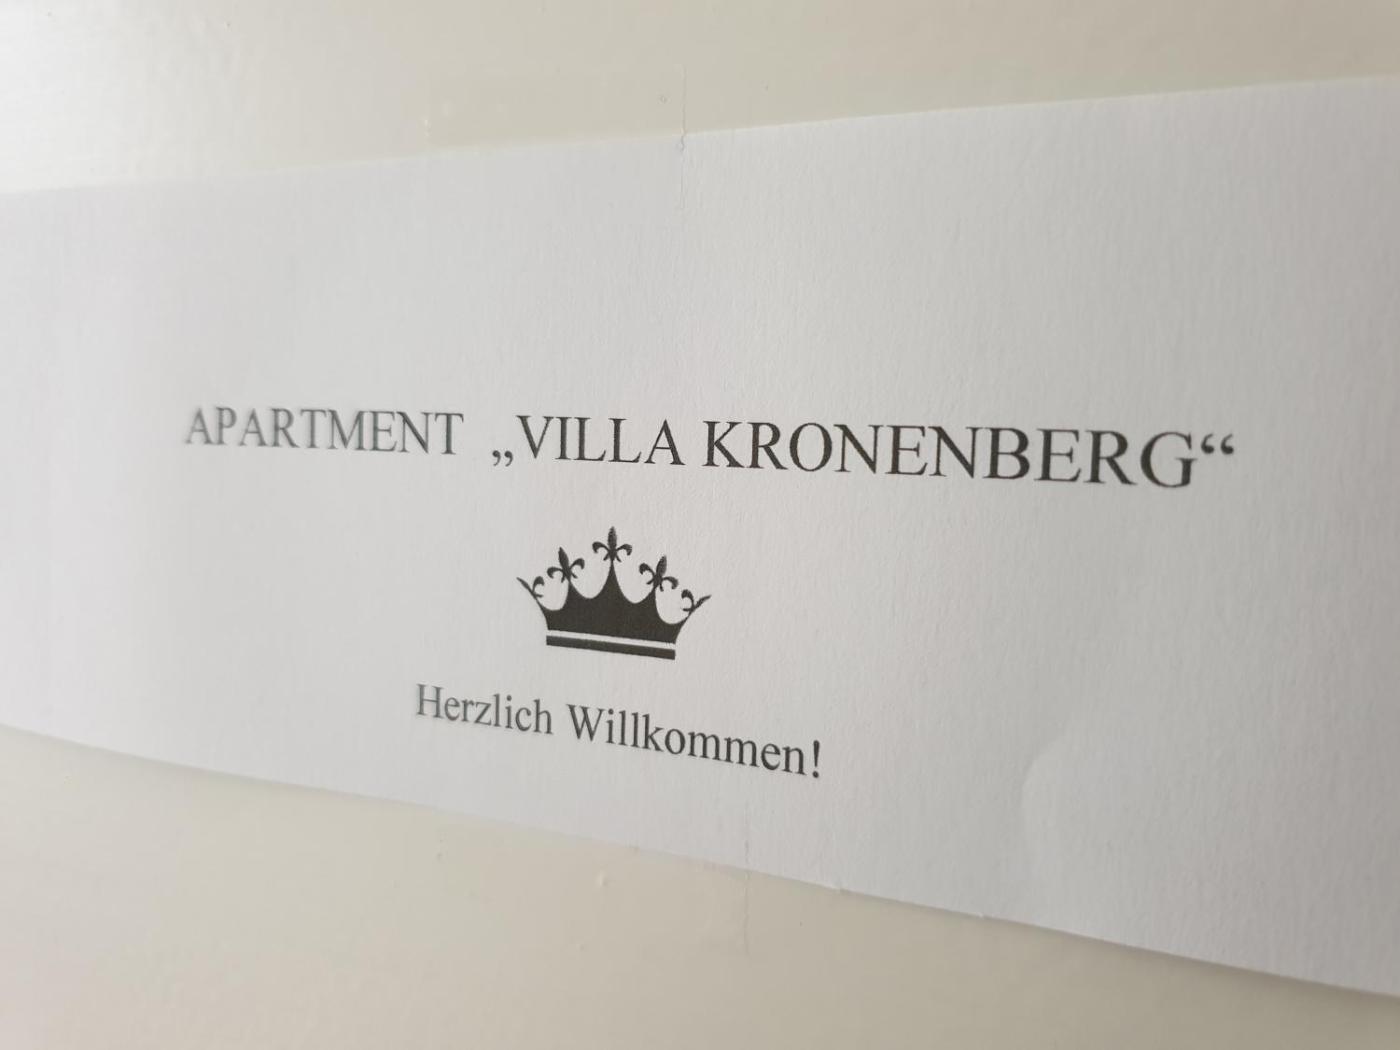 APARTMENT „VILLA KRONENBERG“
Herzlich Willkommen!